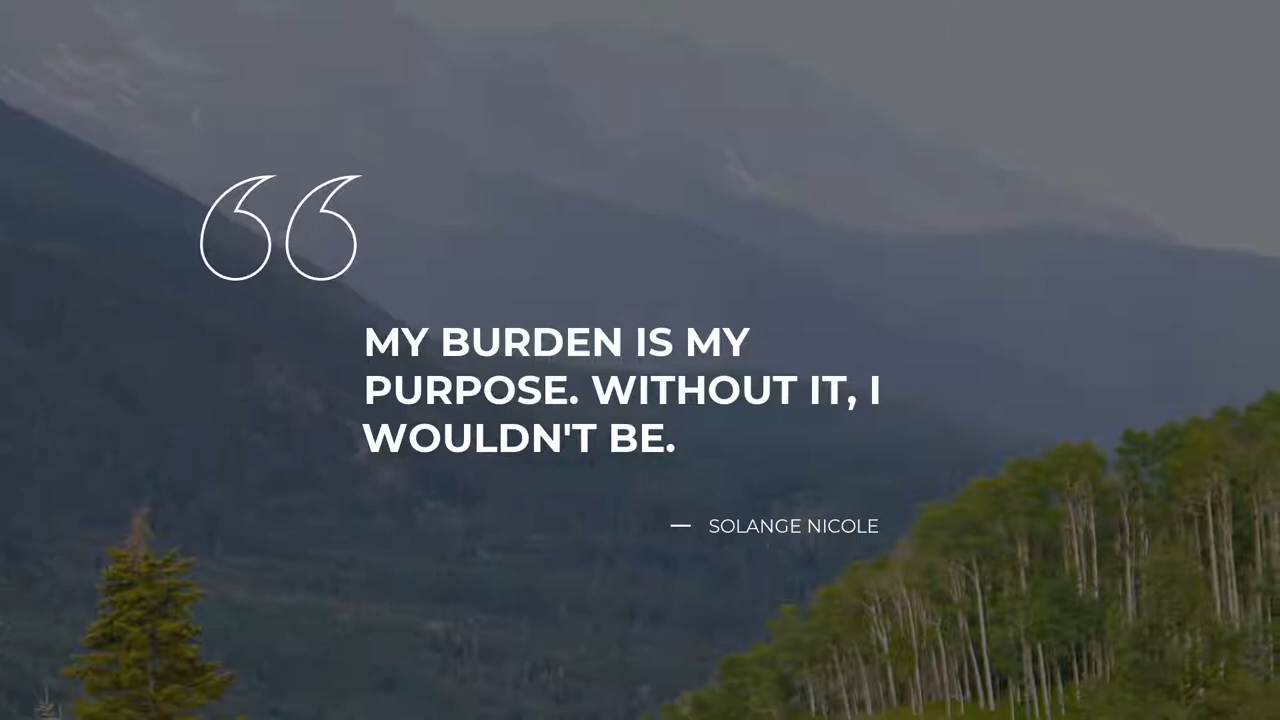 “
MY BURDEN IS MY
PURPOSE. WITHOUT IT, I
WOULDN'T BE.
— SOLANGE NICOLE